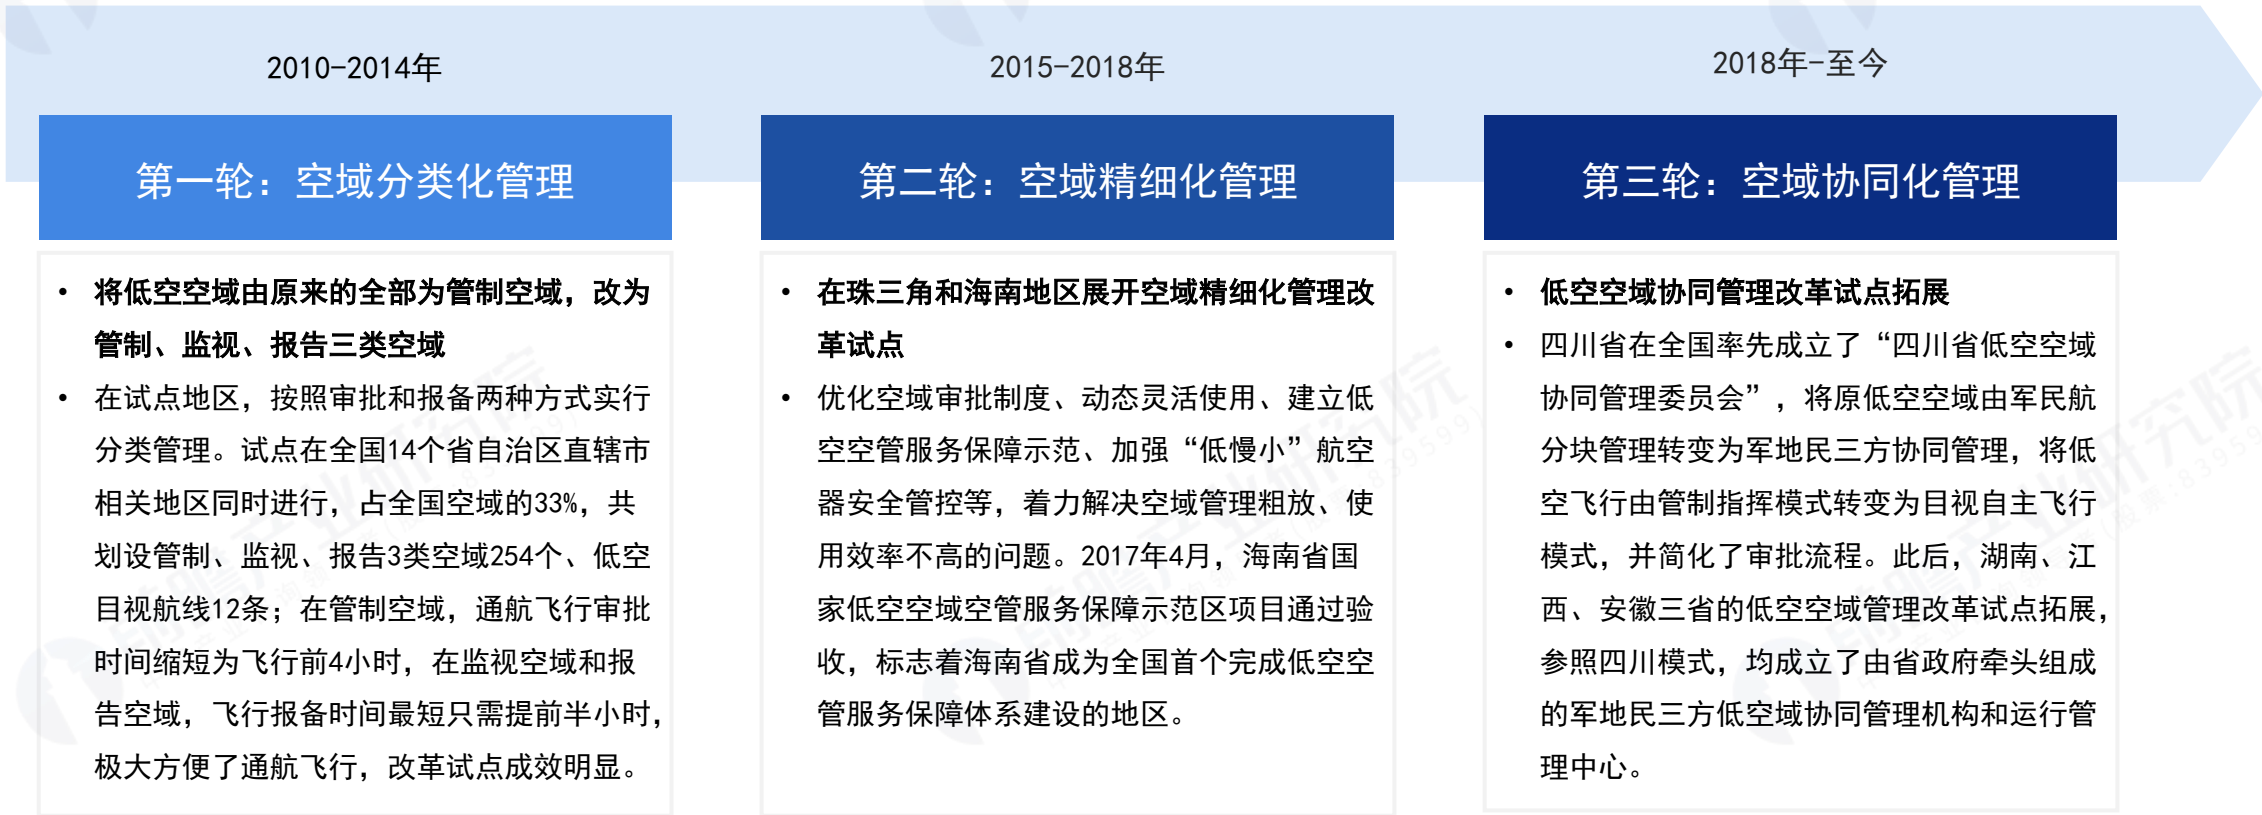 2010-2014年
第一轮：空域分类化管理
• 将低空空域由原来的全部为管制空域，改为
管制、监视、报告三类空域
• 在试点地区，按照审批和报备两种方式实行
分类管理。试点在全国14个省自治区直辖市
相关地区同时进行，占全国空域的33%，共
划设管制、监视、报告3类空域254个、低空
目视航线12条；在管制空域，通航飞行审批
时间缩短为飞行前4小时，在监视空域和报
告空域，飞行报备时间最短只需提前半小时，
极大方便了通航飞行，改革试点成效明显。
2015-2018年
第二轮：空域精细化管理
• 在珠三角和海南地区展开空域精细化管理改
革试点
• 优化空域审批制度、动态灵活使用、建立低
空空管服务保障示范、加强“低慢小”航空
器安全管控等，着力解决空域管理粗放、使
用效率不高的问题。2017年4月，海南省国
家低空空域空管服务保障示范区项目通过验
收，标志着海南省成为全国首个完成低空空
管服务保障体系建设的地区。
2018年-至今
第三轮：空域协同化管理
• 低空空域协同管理改革试点拓展
• 四川省在全国率先成立了“四川省低空空域
协同管理委员会”，将原低空空域由军民航
分块管理转变为军地民三方协同管理，将低
空飞行由管制指挥模式转变为目视自主飞行
模式，并简化了审批流程。此后，湖南、江
西、安徽三省的低空空域管理改革试点拓展，
参照四川模式，均成立了由省政府牵头组成
的军地民三方低空域协同管理机构和运行管
理中心。